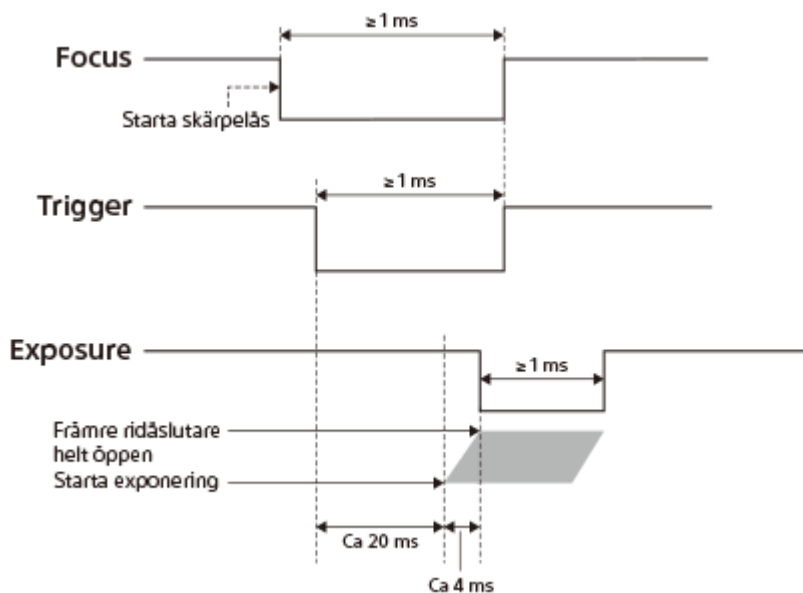 ≥ 1 ms
Focus
Starta skärpelås
≥ 1 ms
Trigger
Exposure
≥ 1 ms
Främre ridåslutare
helt öppen
Starta exponering
Ca 20 ms
Ca 4 ms